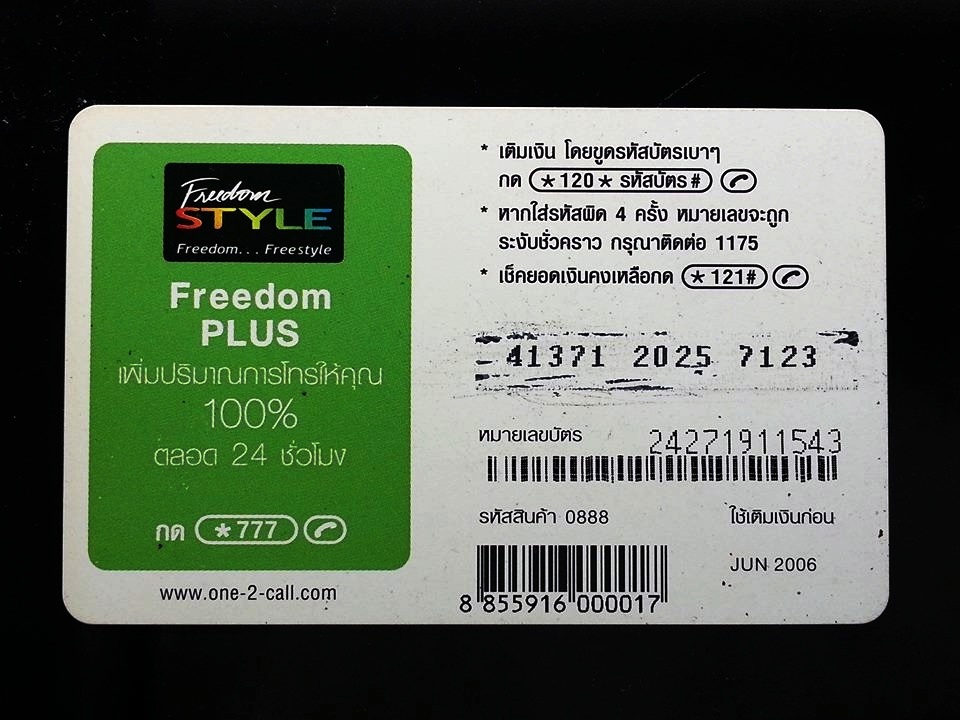 Freedom
STYLE
Freedom... Freestyle
Freedom
PLUS
เพิ่มปริมาณการโทรให้คุณ
100%
ตลอด 24 ชั่วโมง
กด *777
www.one-2-call.com
* เติมเงิน โดยขูดรหัสบัตรเบาๆ
กด *120* รหัสบัตร#
* หากใส่รหัสผิด 4 ครั้ง หมายเลขจะถูก
ระงับชั่วคราว กรุณาติดต่อ 1175
* เช็คยอดเงินคงเหลือกด *121#
41371 2025 7123
หมายเลขบัตร 24271911543
รหัสสินค้า 0888 ใช้เติมเงินก่อน
JUN 2006
8 855916 000017